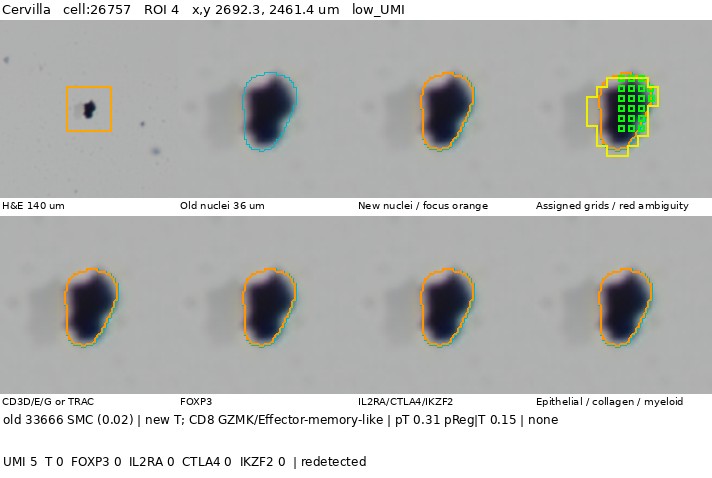 Cervilla   cell:26757   ROI 4   x,y 2692.3, 2461.4 um   low_UMI
H&E 140 um
Old nuclei 36 um
New nuclei / focus orange
Assigned grids / red ambiguity
CD3D/E/G or TRAC
FOXP3
IL2RA/CTLA4/IKZF2
Epithelial / collagen / myeloid
old 33666 SMC (0.02) | new T; CD8 GZMK/Effector-memory-like | pT 0.31 pReg|T 0.15 | none
UMI 5  T 0  FOXP3 0  IL2RA 0  CTLA4 0  IKZF2 0  | redetected